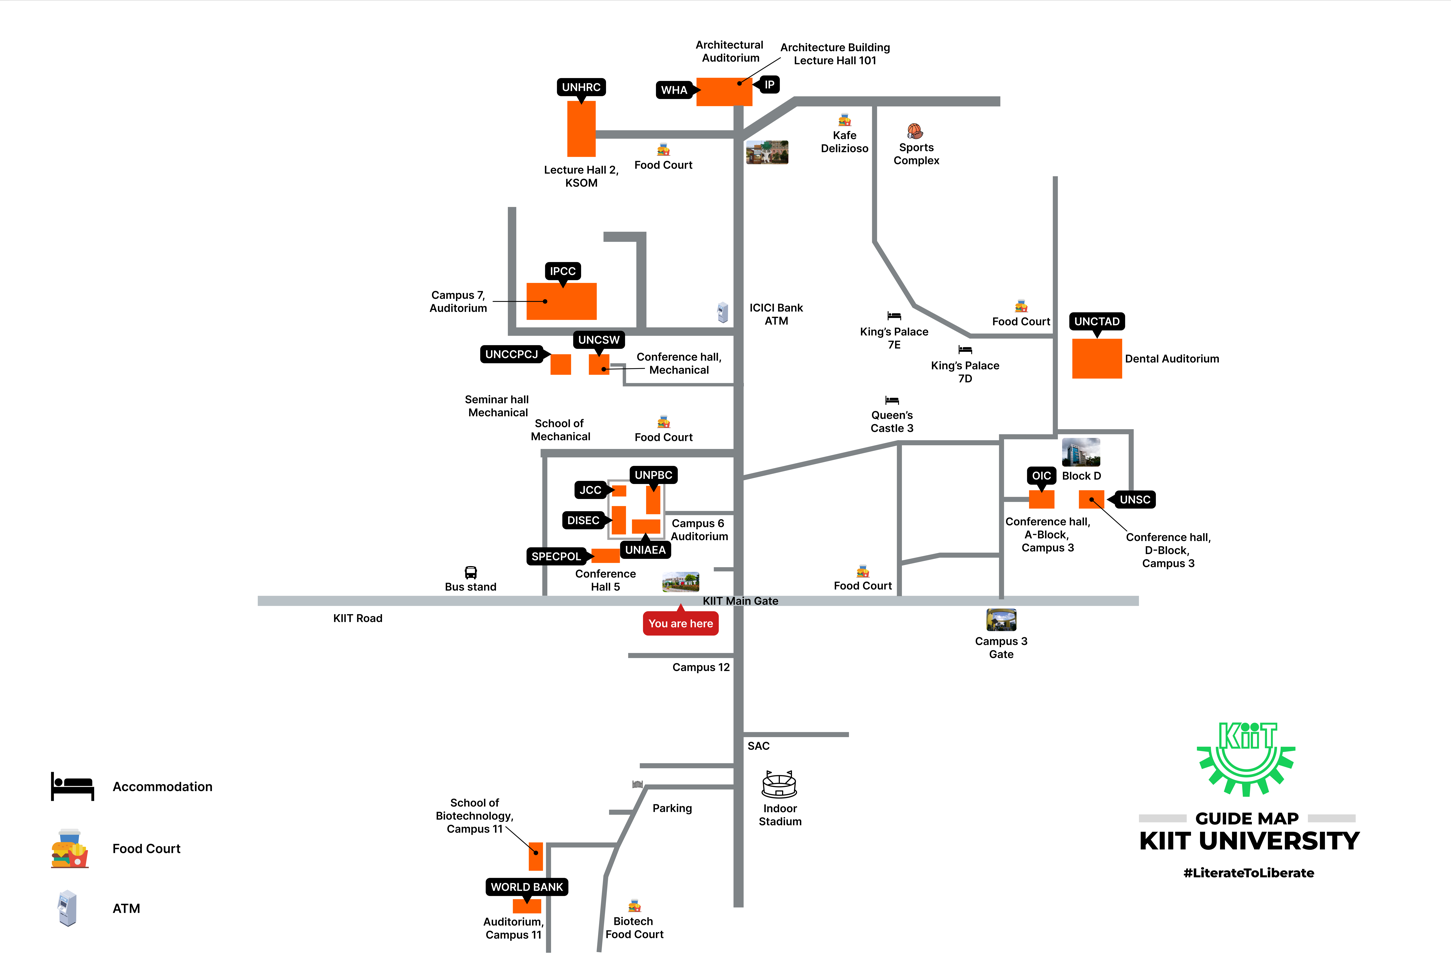 Architectural
Auditorium
Architecture Building
Lecture Hall 101
UNHRC
WHA
IP
Lecture Hall 2,
KSOM
Food Court
Kafe
Delizioso
Sports
Complex
IPCC
Campus 7,
Auditorium
ICICI Bank
ATM
Food Court
UNCTAD
Dental Auditorium
King's Palace
7E
King's Palace
7D
UNCCPCJ
UNCSW
Conference hall,
Mechanical
Seminar hall
Mechanical
School of
Mechanical
Food Court
Queen's
Castle 3
Block D
OIC
UNSC
Conference hall,
A-Block,
Campus 3
Conference hall,
D-Block,
Campus 3
UNPBC
JCC
DISEC
UNIAEA
SPECPOL
Campus 6
Auditorium
Conference
Hall 5
Bus stand
Food Court
KIIT Main Gate
KIIT Road
You are here
Campus 3
Gate
Campus 12
SAC
Indoor
Stadium
Parking
School of
Biotechnology,
Campus 11
WORLD BANK
Auditorium,
Campus 11
Biotech
Food Court
Accommodation
Food Court
ATM
KiiT
GUIDE MAP
KIIT UNIVERSITY
#LiterateToLiberate